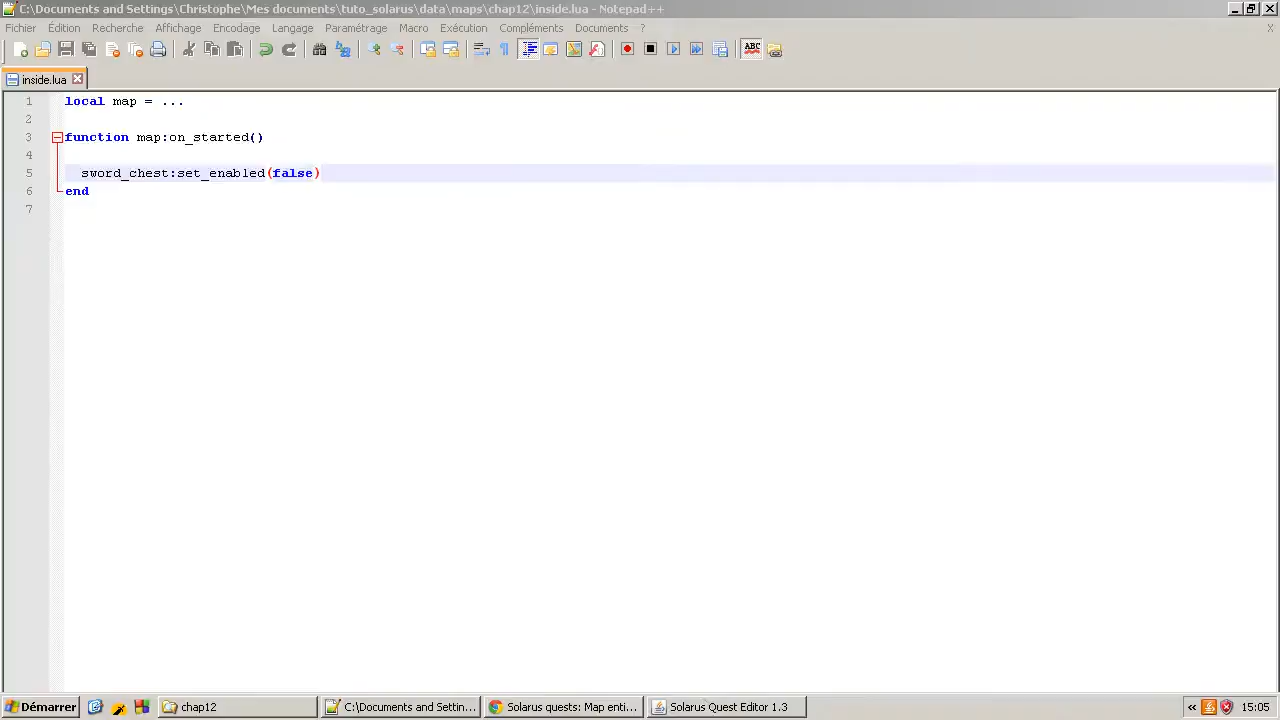 C:\Documents and Settings\Christophe\Mes documents\tuto_solarus\data\maps\chap12\inside.lua - Notepad++
Fichier Édition Recherche Affichage Encodage Langage Paramétrage Macro Exécution Compléments Documents ? X
ABC
inside.lua
1 local map = ...
2
3 function map:on_started()
4
5 sword_chest:set_enabled(false)
6 end
7
Démarrer chap12 C:\Documents and Settin... Solarus quests: Map enti... Solarus Quest Editor 1.3 « 15:05